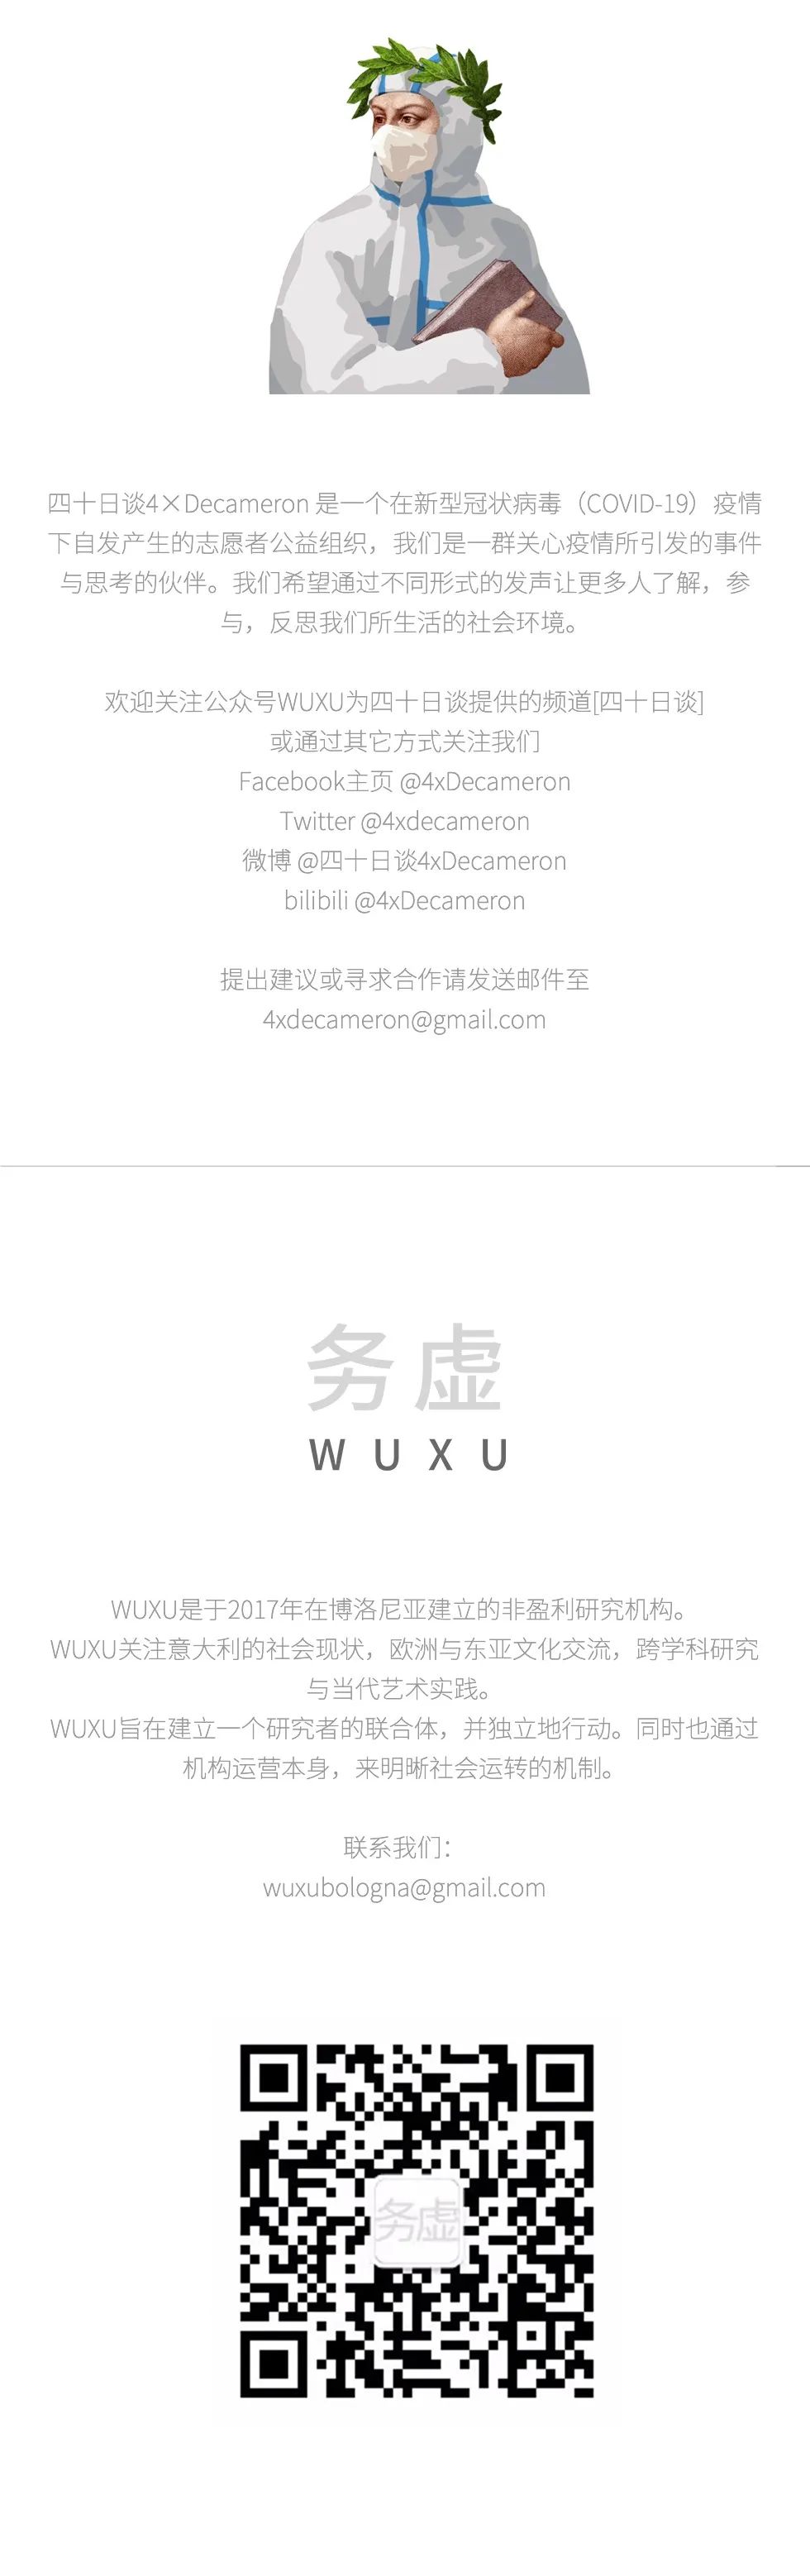 四十日谈4×Decameron 是一个在新型冠状病毒（COVID-19）疫情
下自发产生的志愿者公益组织，我们是一群关心疫情所引发的事件
与思考的伙伴。我们希望通过不同形式的发声让更多人了解，参
与，反思我们所生活的社会环境。
欢迎关注公众号WUXU为四十日谈提供的频道[四十日谈]
或通过其它方式关注我们
Facebook主页 @4xDecameron
Twitter @4xdecameron
微博 @四十日谈4xDecameron
bilibili @4xDecameron
提出建议或寻求合作请发送邮件至
4xdecameron@gmail.com
务虚
WUXU
WUXU是于2017年在博洛尼亚建立的非盈利研究机构。
WUXU关注意大利的社会现状，欧洲与东亚文化交流，跨学科研究
与当代艺术实践。
WUXU旨在建立一个研究者的联合体，并独立地行动。同时也通过
机构运营本身，来明晰社会运转的机制。
联系我们：
wuxubologna@gmail.com
务虚